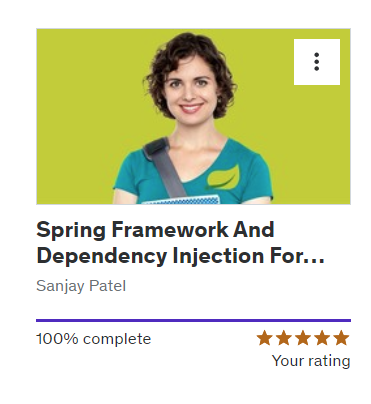 Spring Framework And
Dependency Injection For...
Sanjay Patel
100% complete
Your rating